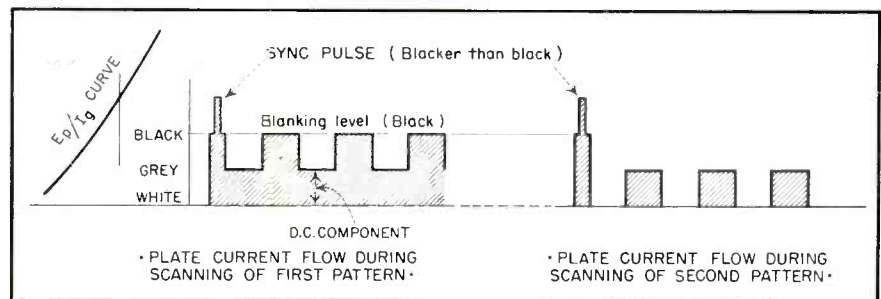 SYNC PULSE (Blacker than black)
Ep/Ig CURVE
Blanking level (Black)
BLACK
GREY
WHITE
D.C. COMPONENT
• PLATE CURRENT FLOW DURING
SCANNING OF FIRST PATTERN •
• PLATE CURRENT FLOW DURING
SCANNING OF SECOND PATTERN •